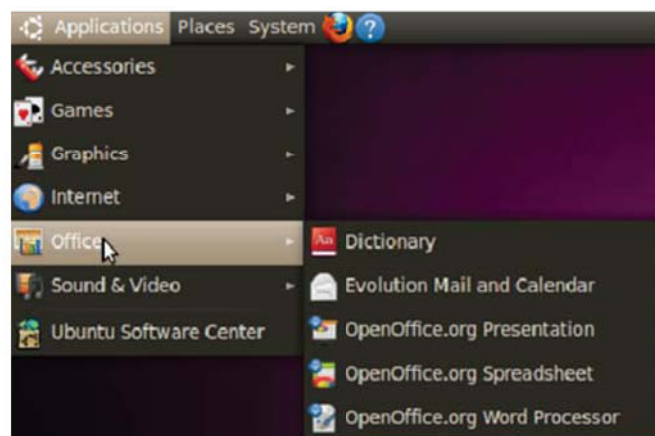 Applications Places System
Accessories
Games
Graphics
Internet
Office
Sound & Video
Ubuntu Software Center
Dictionary
Evolution Mail and Calendar
OpenOffice.org Presentation
OpenOffice.org Spreadsheet
OpenOffice.org Word Processor